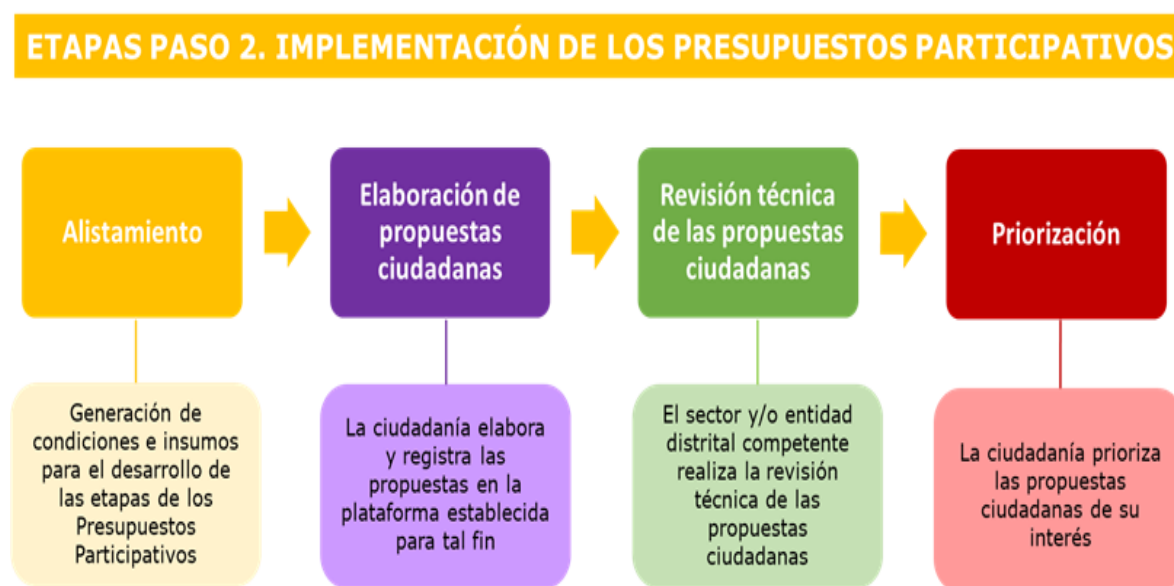 ETAPAS PASO 2. IMPLEMENTACIÓN DE LOS PRESUPUESTOS PARTICIPATIVOS
Alistamiento
Elaboración de
propuestas
ciudadanas
Revisión técnica
de las propuestas
ciudadanas
Priorización
Generación de
condiciones e insumos
para el desarrollo de
las etapas de los
Presupuestos
Participativos
La ciudadanía elabora
y registra las
propuestas en la
plataforma establecida
para tal fin
El sector y/o entidad
distrital competente
realiza la revisión
técnica de las
propuestas
ciudadanas
La ciudadanía prioriza
las propuestas
ciudadanas de su
interés